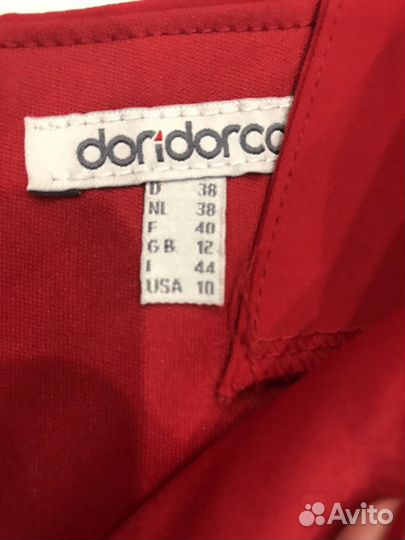 doridorca
D 38
NL 38
F 40
GB 12
I 44
USA 10
Avito